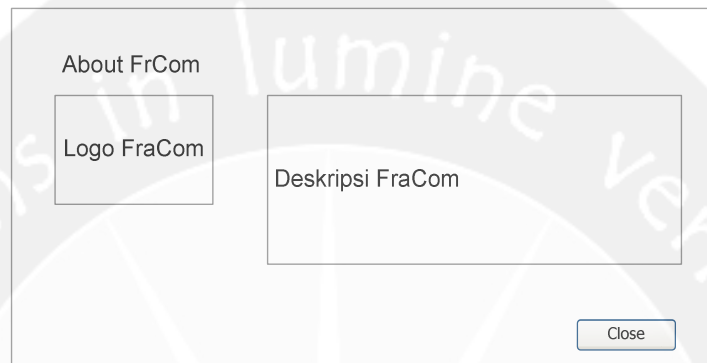 About FrCom
Logo FraCom
Deskripsi FraCom
Close
in lumine